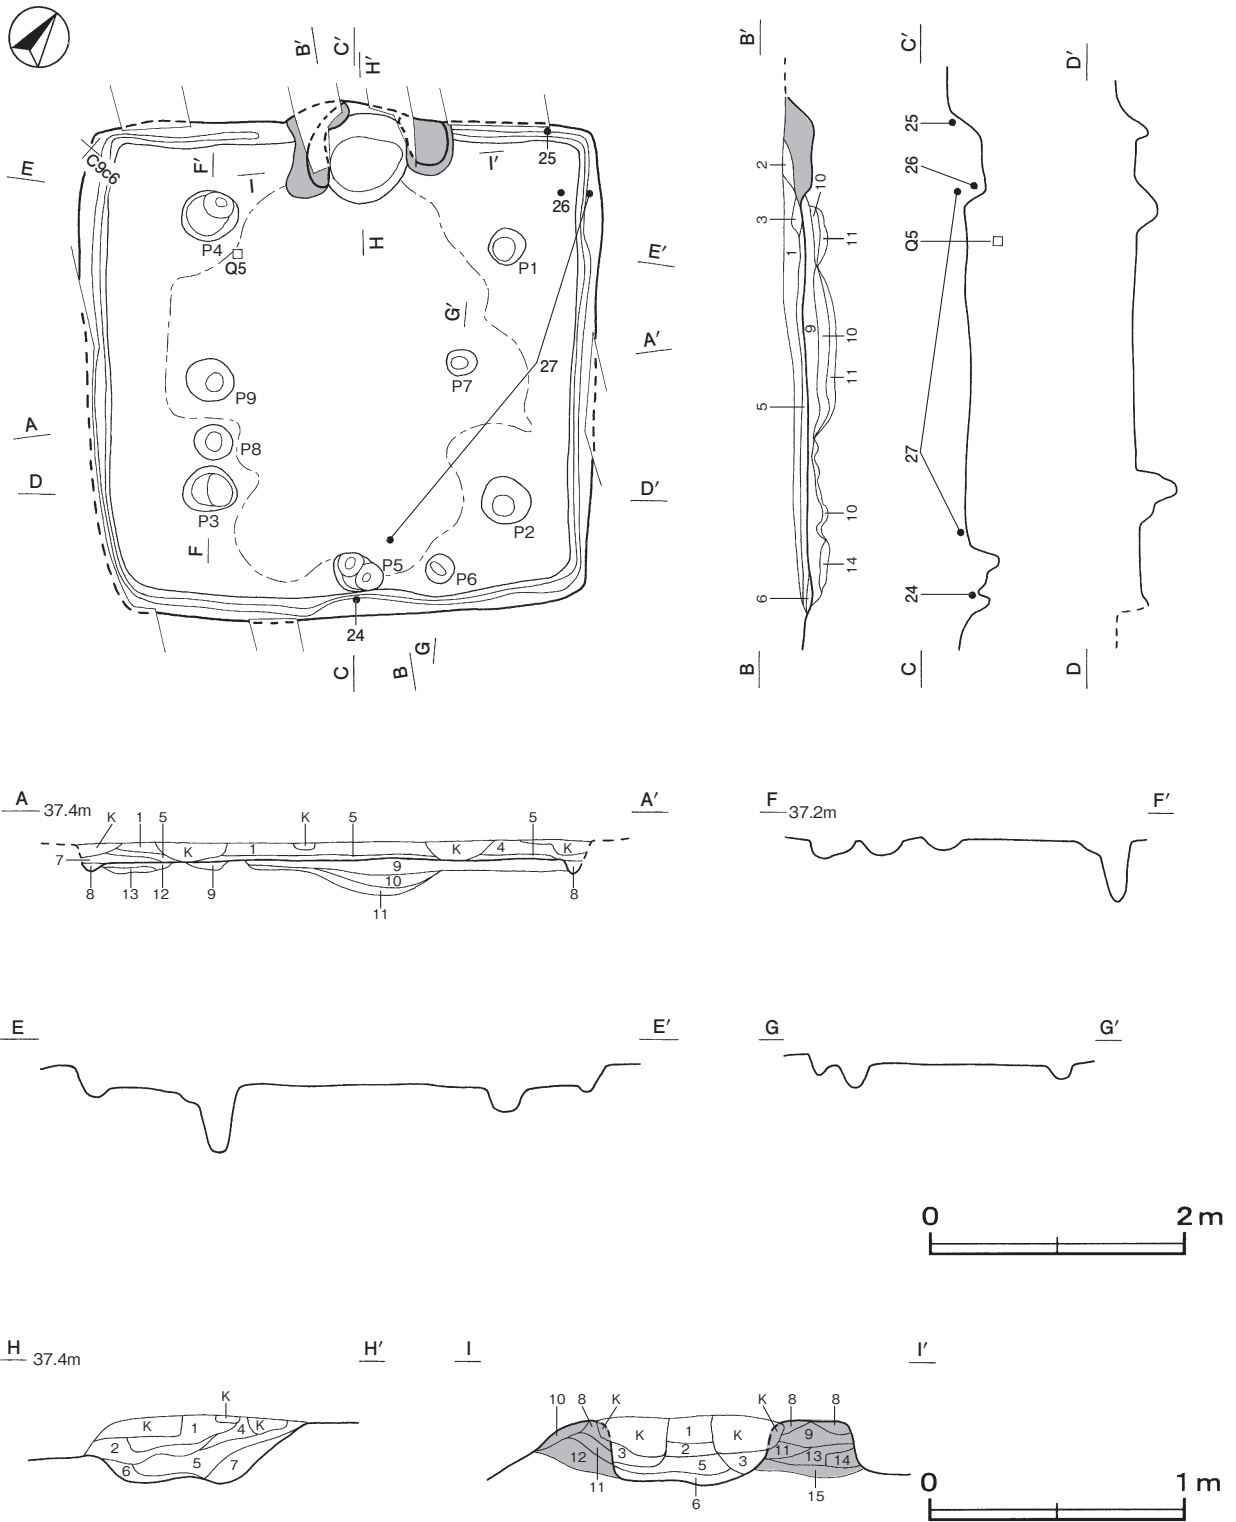 B′ C′ H′
B′ C′ D′
E C9c6 F′ I I′ 25
26
P4 Q5 H P1 E′
G′ A′
P7 27
P9
A P8
D P3 P2 D′
F P5 P6
24
C B G
2 3 1 10 11 9 10 11 5 10 14 6
B
25
26
Q5
27
24
C
D
A 37.4m A′
K 1 5 K 5 5
K 1 K 4 K
7 9
10
8 13 12 9 11 8
F 37.2m F′
E E′
G G′
0 2 m
H 37.4m H′
K
K 1 4 K
2
6 5 7
I I′
10 8 K K 8 8
K 1 K 9
12 3 2 11 13 14
5 3
11 6 15
0 1 m